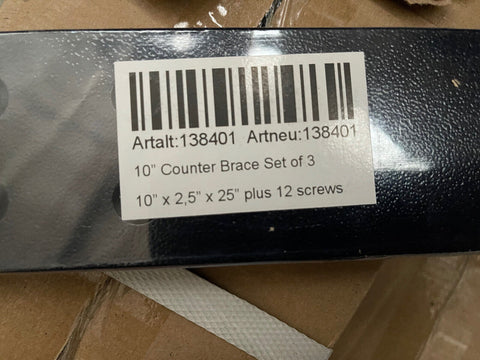 Artalt:138401 Artneu:138401
10" Counter Brace Set of 3
10" x 2,5" x 25" plus 12 screws